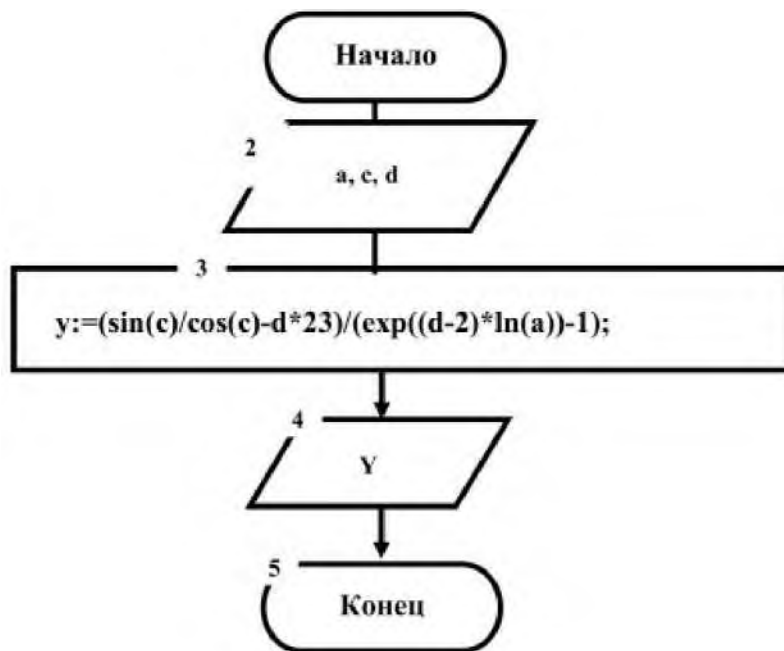 Начало
2
a, c, d
3
y:=(sin(c)/cos(c)-d*23)/(exp((d-2)*ln(a))-1);
4
Y
5
Конец